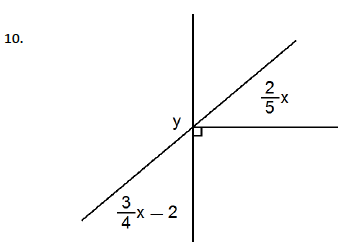 10.
2/5 x
y
3/4 x – 2